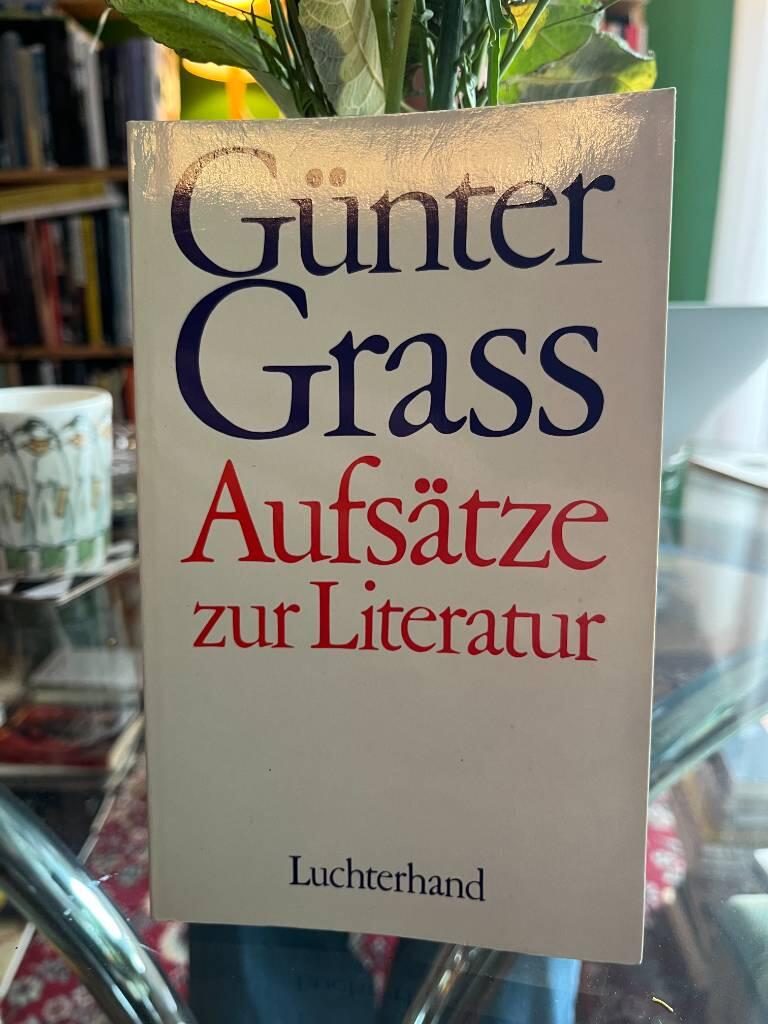 Günter
Grass
Aufsätze
zur Literatur
Luchterhand